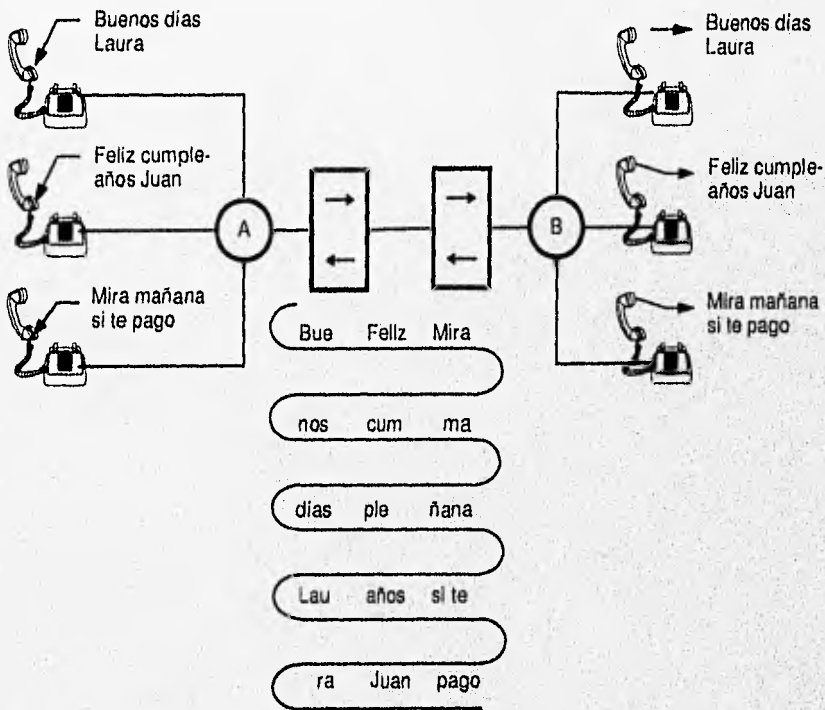 Buenos días
Laura
Feliz cumple-
años Juan
Mira mañana
si te pago
A
B
Buenos días
Laura
Feliz cumple-
años Juan
Mira mañana
si te pago
Bue Feliz Mira
nos cum ma
días ple ñana
Lau años si te
ra Juan pago